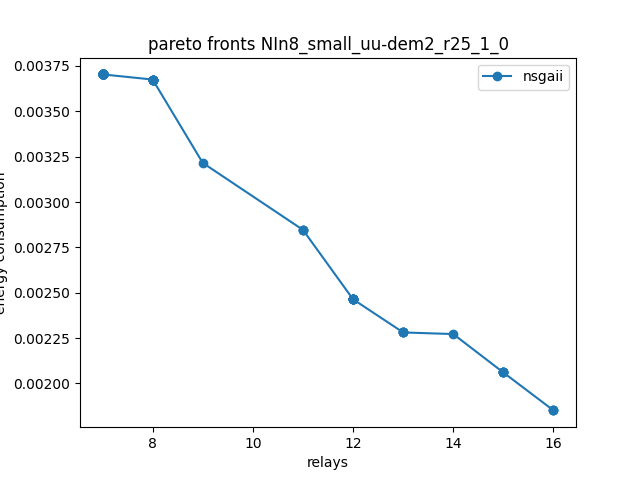 pareto fronts NIn8_small_uu-dem2_r25_1_0
nsgaii
0.00375
0.00350
0.00325
0.00300
0.00275
0.00250
0.00225
0.00200
energy consumption
8 10 12 14 16
relays